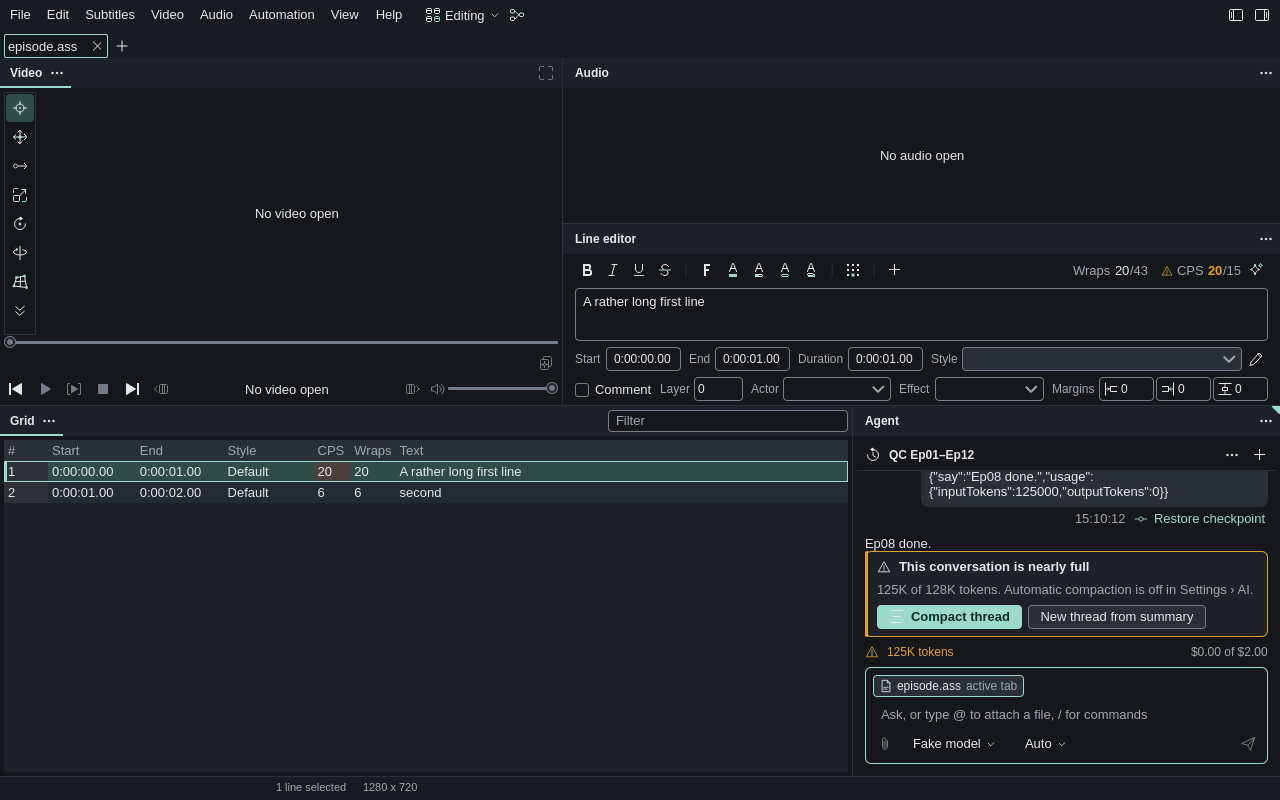 File Edit Subtitles Video Audio Automation View Help Editing
episode.ass
Video
Audio
No video open
No audio open
Line editor
Wraps 20/43 CPS 20/15
A rather long first line
Start 0:00:00.00 End 0:00:01.00 Duration 0:00:01.00 Style
Comment Layer 0 Actor Effect Margins 0 0 0
No video open
Grid
Filter
# Start End Style CPS Wraps Text
1 0:00:00.00 0:00:01.00 Default 20 20 A rather long first line
2 0:00:01.00 0:00:02.00 Default 6 6 second
Agent
QC Ep01–Ep12
{"say":"Ep08 done.","usage":
{"inputTokens":125000,"outputTokens":0}}
15:10:12 Restore checkpoint
Ep08 done.
This conversation is nearly full
125K of 128K tokens. Automatic compaction is off in Settings › AI.
Compact thread New thread from summary
125K tokens $0.00 of $2.00
episode.ass active tab
Ask, or type @ to attach a file, / for commands
Fake model Auto
1 line selected 1280 x 720